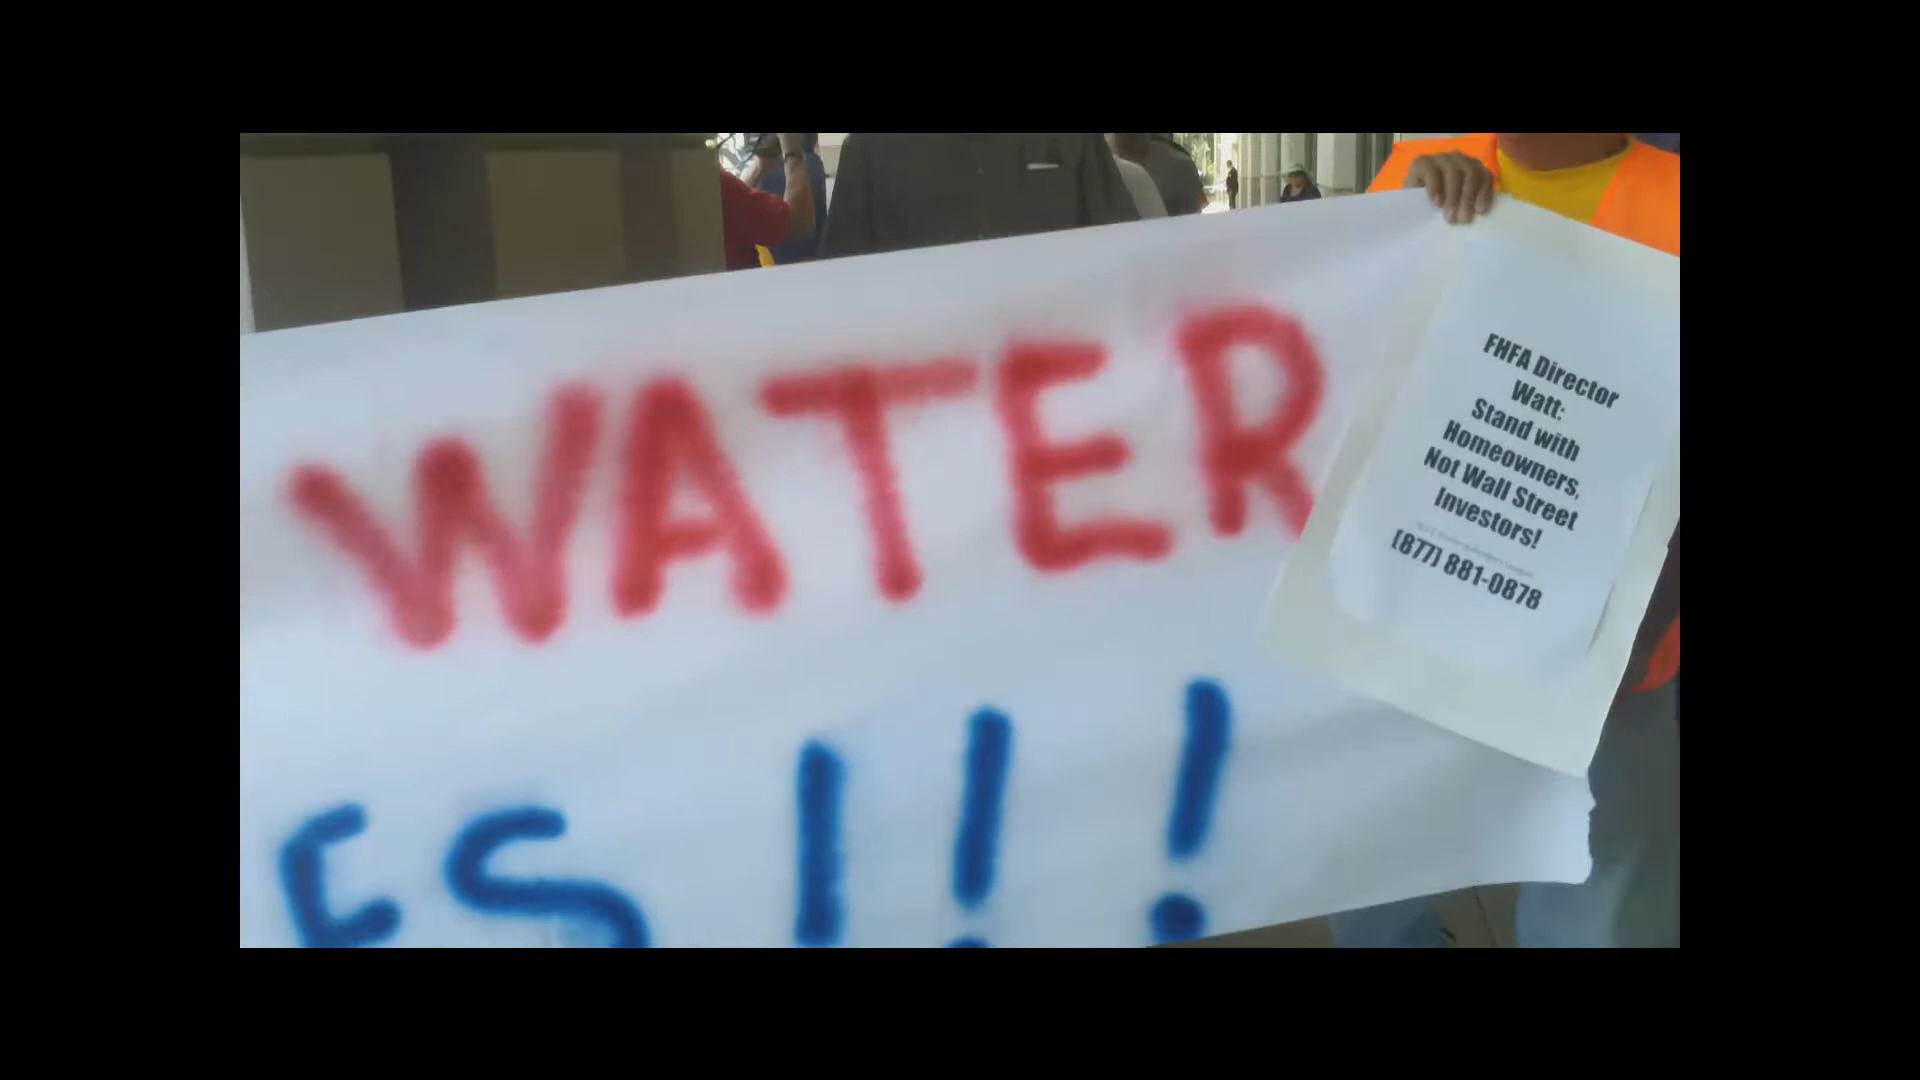 WATER
ES!!!
FHFA Director
Watt:
Stand with
Homeowners,
Not Wall Street
Investors!
(877) 881-0878